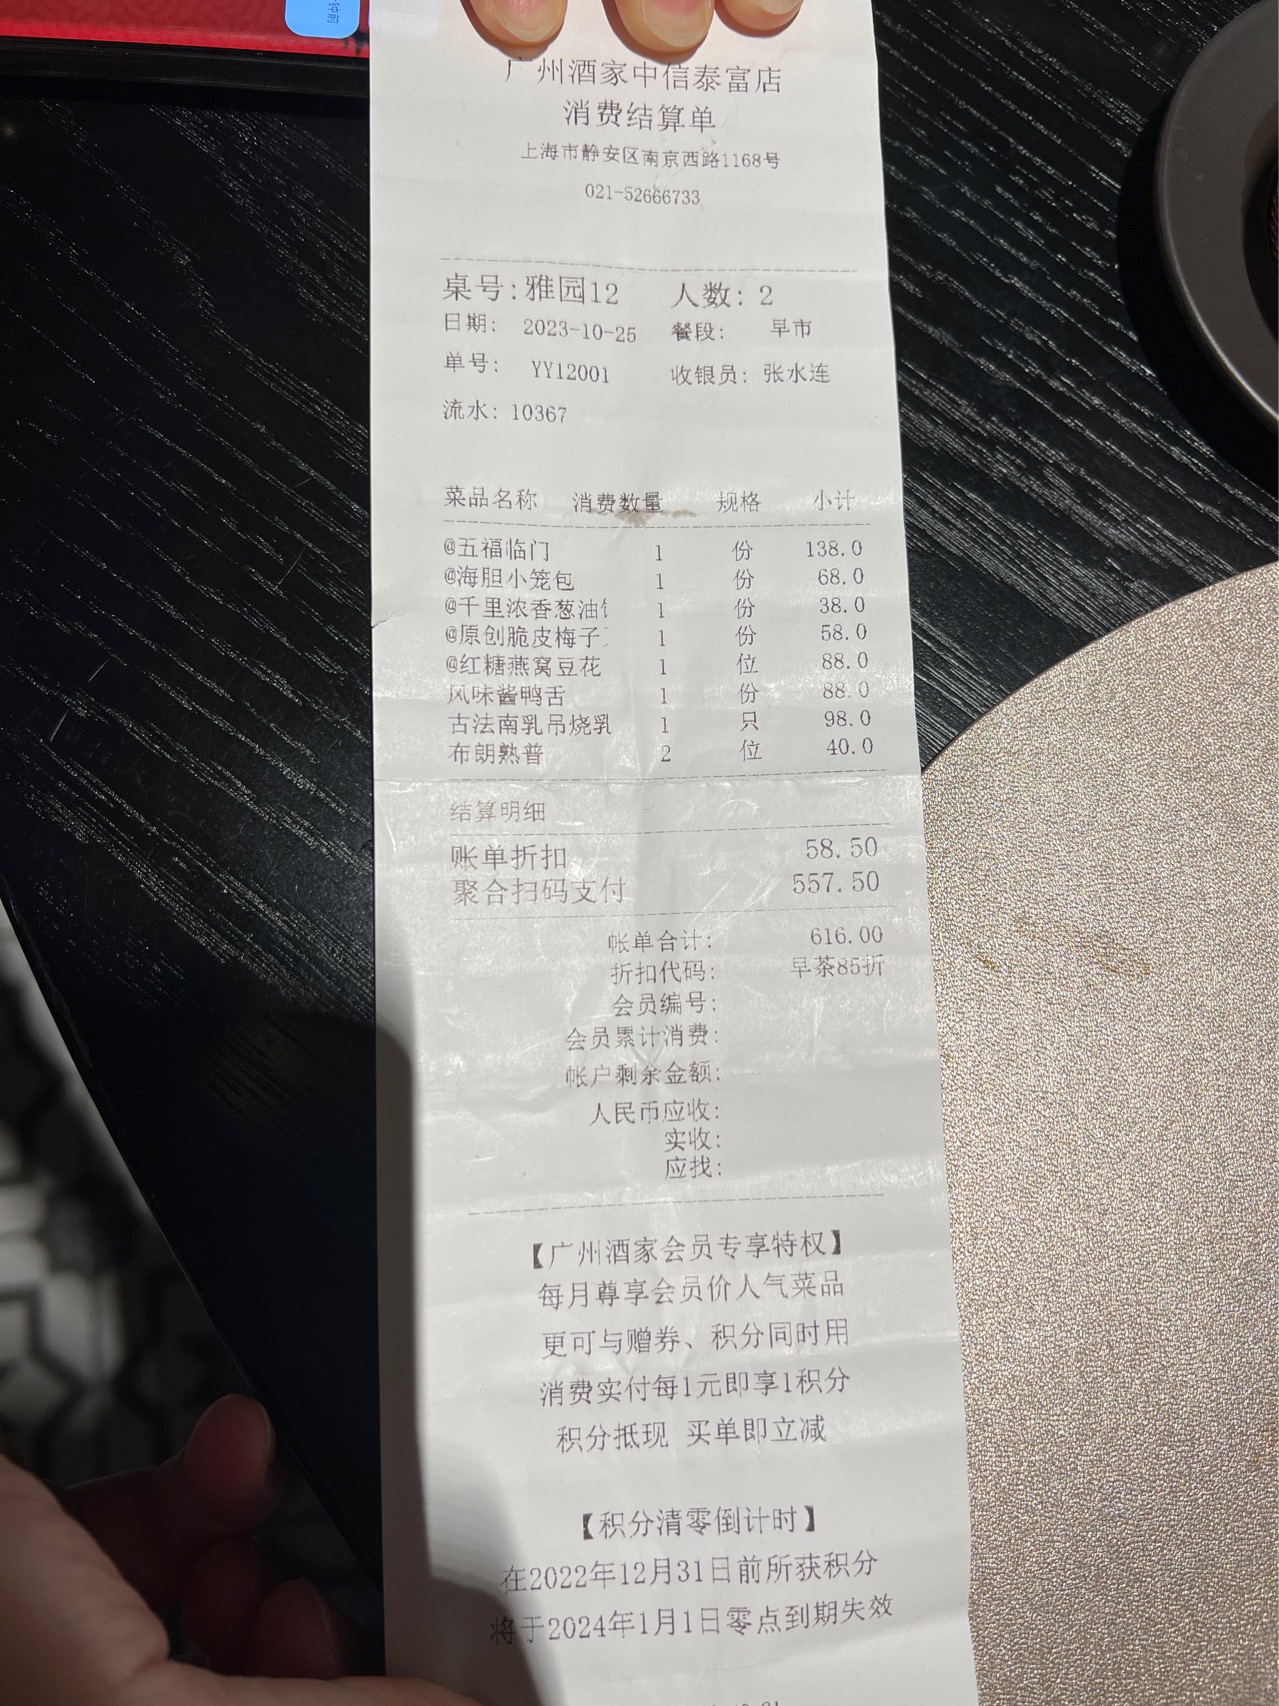 钟前
广州酒家中信泰富店
消费结算单
上海市静安区南京西路1168号
021-52666733
桌号:雅园12 人数: 2
日期: 2023-10-25 餐段: 早市
单号: YY12001 收银员: 张水连
流水: 10367
菜品名称 消费数量 规格 小计
@五福临门 1 份 138.0
@海胆小笼包 1 份 68.0
@千里浓香葱油 1 份 38.0
@原创脆皮梅子 1 份 58.0
@红糖燕窝豆花 1 位 88.0
风味酱鸭舌 1 份 88.0
古法南乳吊烧乳 1 只 98.0
布朗熟普 2 位 40.0
结算明细
账单折扣 58.50
聚合扫码支付 557.50
帐单合计: 616.00
折扣代码: 早茶85折
会员编号:
会员累计消费:
帐户剩余金额:
人民币应收:
实收:
应找:
【广州酒家会员专享特权】
每月尊享会员价人气菜品
更可与赠券、积分同时用
消费实付每1元即享1积分
积分抵现 买单即立减
【积分清零倒计时】
在2022年12月31日前所获积分
将于2024年1月1日零点到期失效